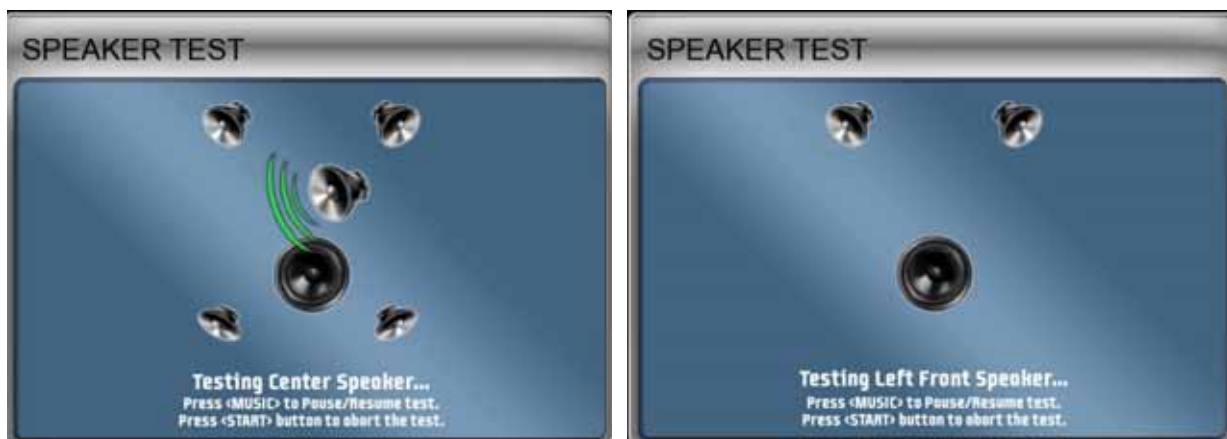 SPEAKER TEST
Testing Center Speaker...
Press <MUSIC> to Pause/Resume test.
Press <START> button to abort the test.
SPEAKER TEST
Testing Left Front Speaker...
Press <MUSIC> to Pause/Resume test.
Press <START> button to abort the test.